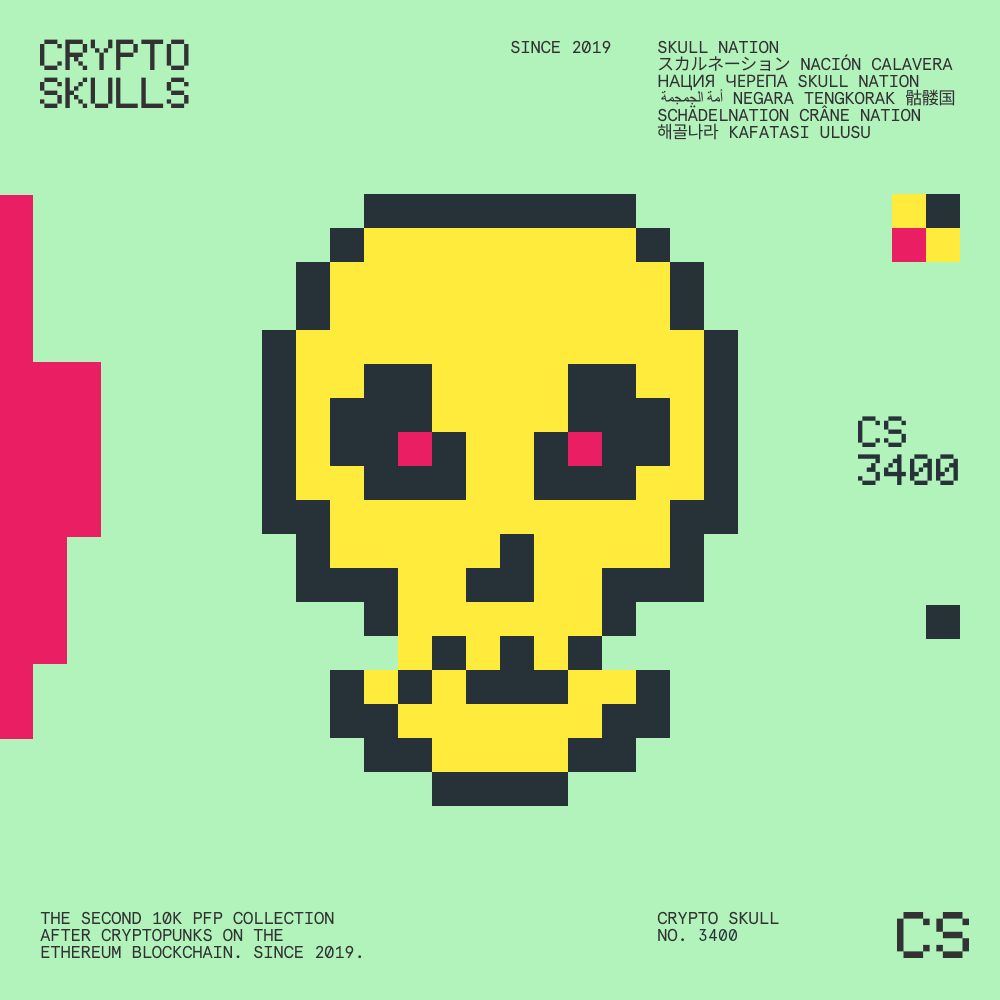 CRYPTO
SKULLS
SINCE 2019
SKULL NATION
スカルネーション NACIÓN CALAVERA
НАЦИЯ ЧЕРЕПА SKULL NATION
أمة الجمجمة NEGARA TENGKORAK 骷髅国
SCHÄDELNATION CRÂNE NATION
해골나라 KAFATASI ULUSU
CS
3400
THE SECOND 10K PFP COLLECTION
AFTER CRYPTOPUNKS ON THE
ETHEREUM BLOCKCHAIN. SINCE 2019.
CRYPTO SKULL
NO. 3400
CS